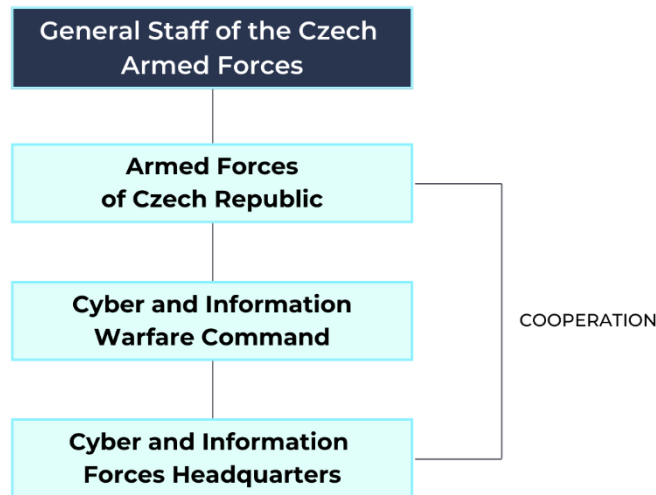 General Staff of the Czech
Armed Forces
Armed Forces
of Czech Republic
Cyber and Information
Warfare Command
COOPERATION
Cyber and Information
Forces Headquarters